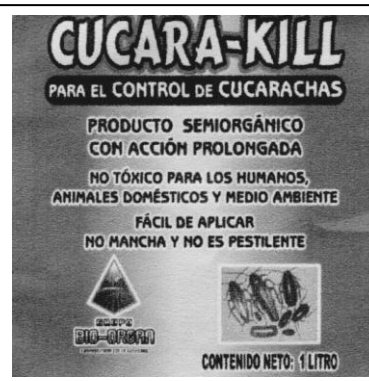 CUCARA-KILL
PARA EL CONTROL DE CUCARACHAS
PRODUCTO SEMIORGÁNICO
CON ACCIÓN PROLONGADA
NO TÓXICO PARA LOS HUMANOS,
ANIMALES DOMÉSTICOS Y MEDIO AMBIENTE
FÁCIL DE APLICAR
NO MANCHA Y NO ES PESTILENTE
GRUPO
BIO-ORGAN
CONTENIDO NETO: 1 LITRO